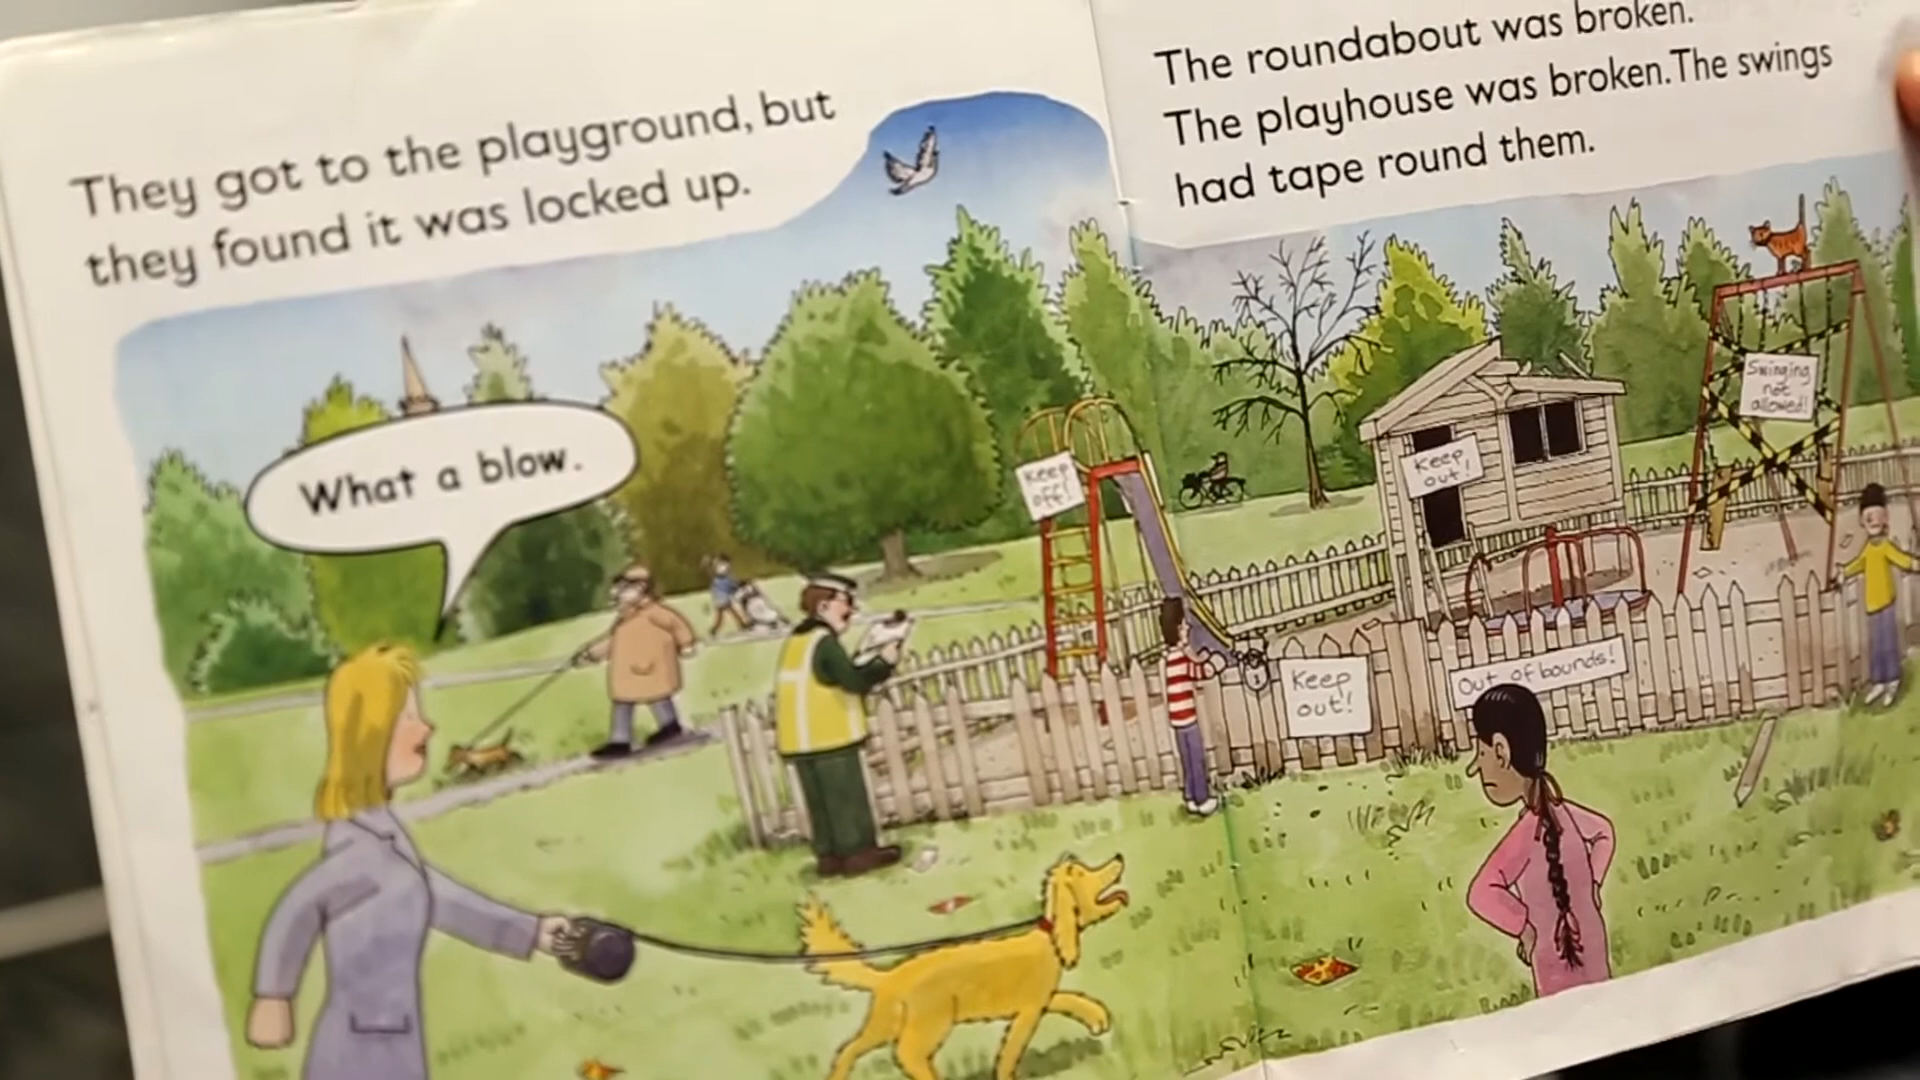 They got to the playground, but
they found it was locked up.
What a blow.
The roundabout was broken.
The playhouse was broken. The swings
had tape round them.
Keep
off!
Keep
out!
Swinging
not
allowed!
Keep
out!
Out of bounds!